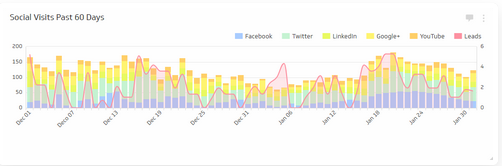 Social Visits Past 60 Days
Facebook Twitter LinkedIn Google+ YouTube Leads
200 6
150
100 4
50 2
0 0
Dec 01 Dec 07 Dec 13 Dec 19 Dec 25 Dec 31 Jan 06 Jan 12 Jan 18 Jan 24 Jan 30